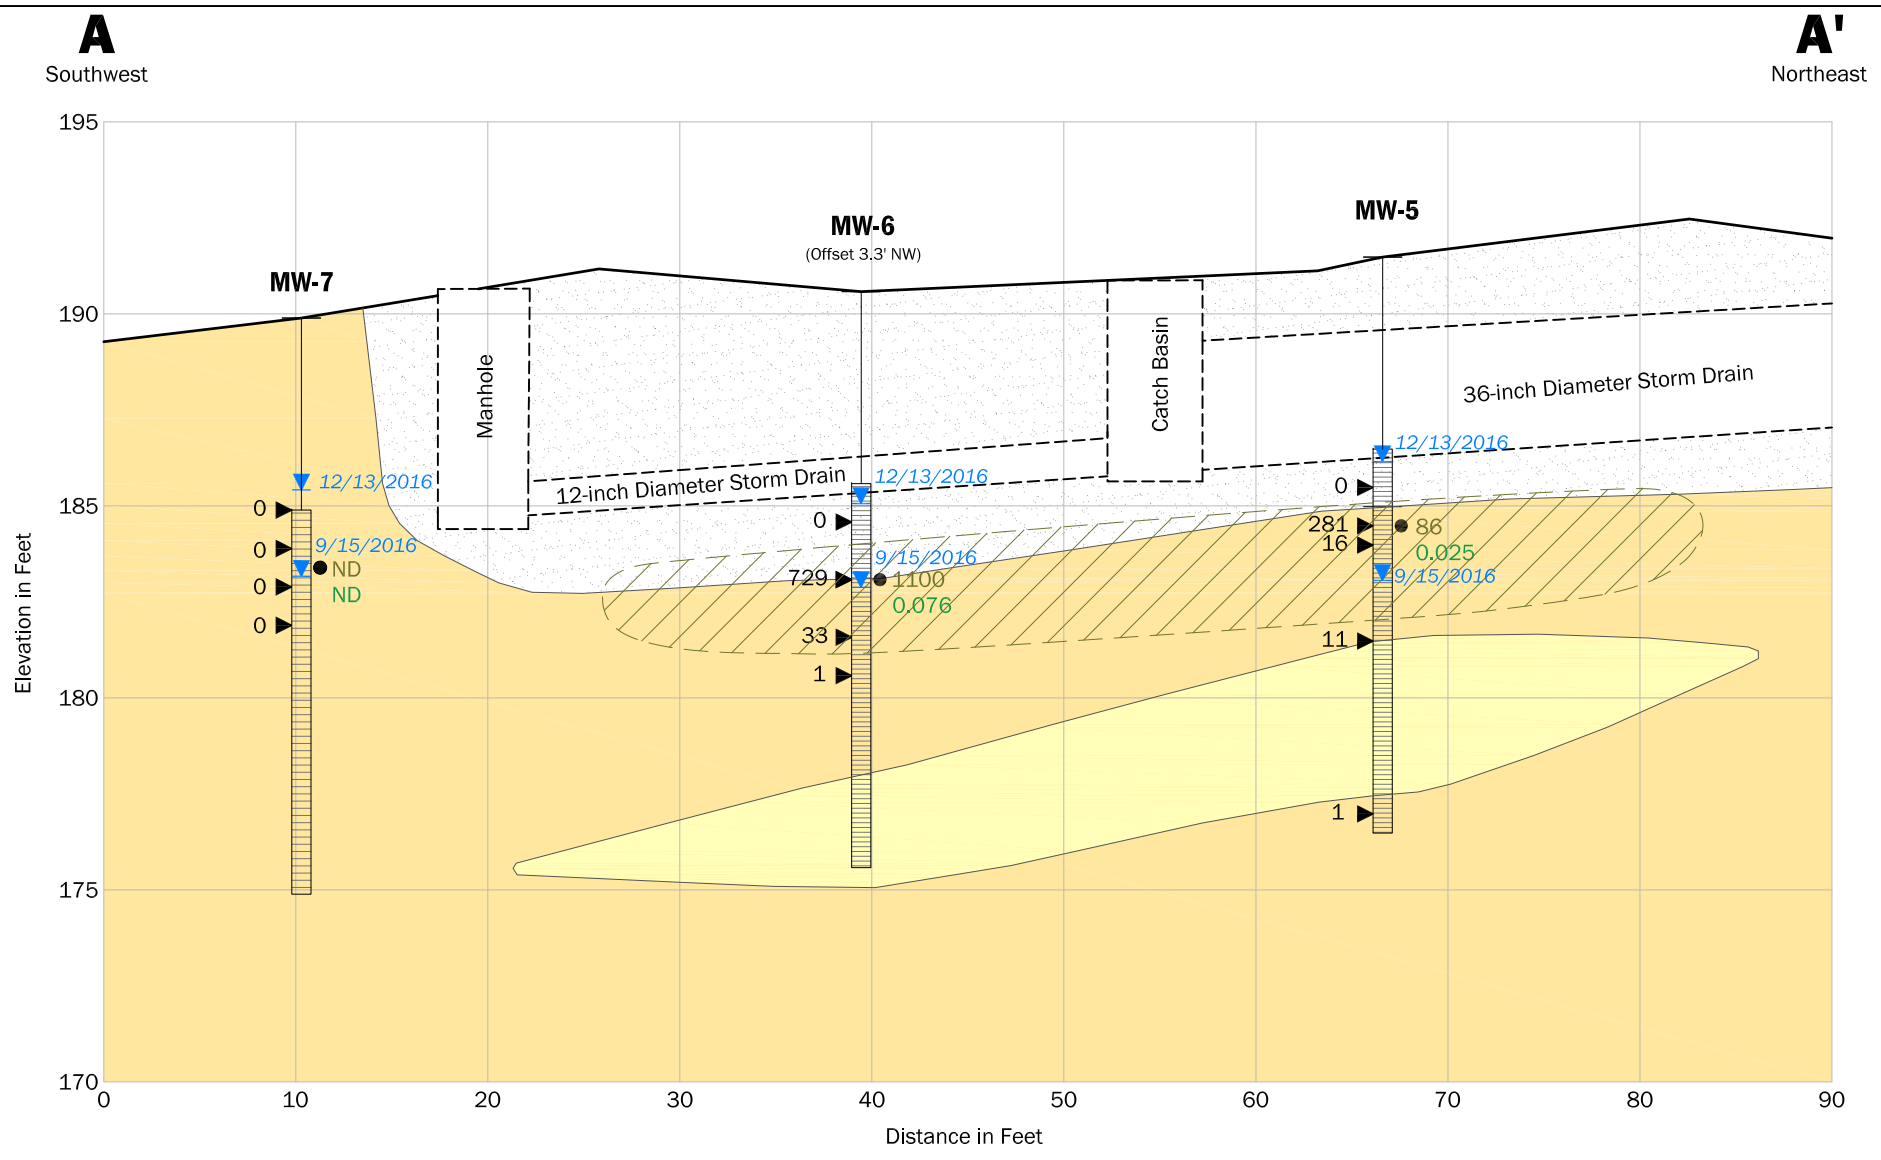 A
A'
Southwest
Northeast
195
MW-5
MW-6
(Offset 3.3' NW)
MW-7
190
Manhole
Catch Basin
36-inch Diameter Storm Drain
12/13/2016
12/13/2016
12/13/2016
12-inch Diameter Storm Drain
0
185
0
0
281
86
16
0
9/15/2016
0.025
9/15/2016
ND
9/15/2016
729
1100
0
ND
0.076
0
33
11
1
180
1
175
170
0
10
20
30
40
50
60
70
80
90
Elevation in Feet
Distance in Feet